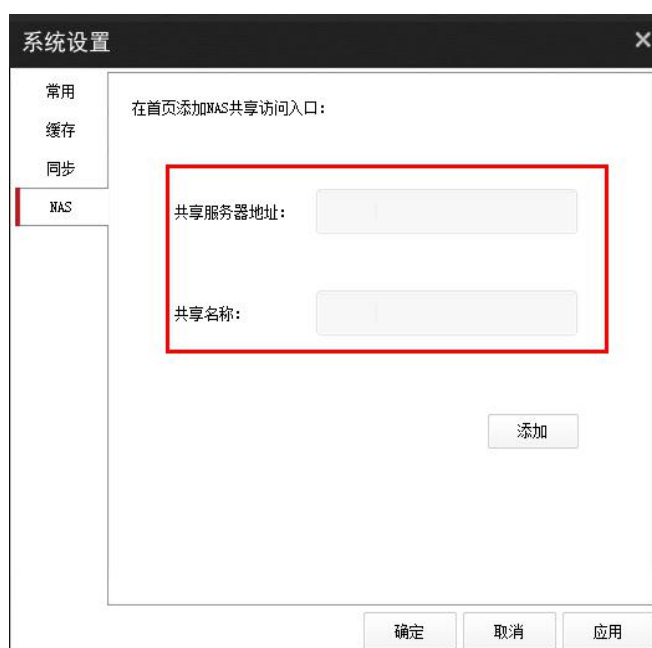 系统设置
常用
缓存
同步
NAS
在首页添加NAS共享访问入口:
共享服务器地址:
共享名称:
添加
确定 取消 应用